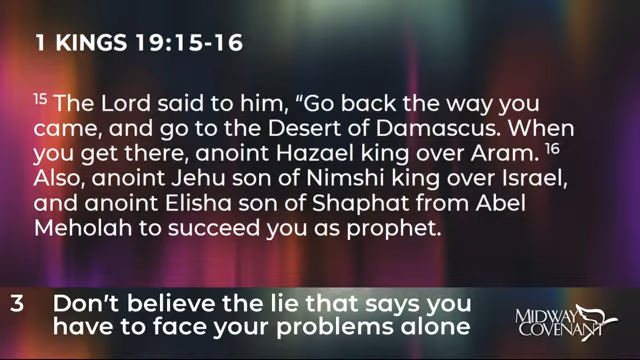 1 KINGS 19:15-16
15 The Lord said to him, “Go back the way you
came, and go to the Desert of Damascus. When
you get there, anoint Hazael king over Aram. 16
Also, anoint Jehu son of Nimshi king over Israel,
and anoint Elisha son of Shaphat from Abel
Meholah to succeed you as prophet.
3 Don’t believe the lie that says you
have to face your problems alone
MIDWAY
COVENANT